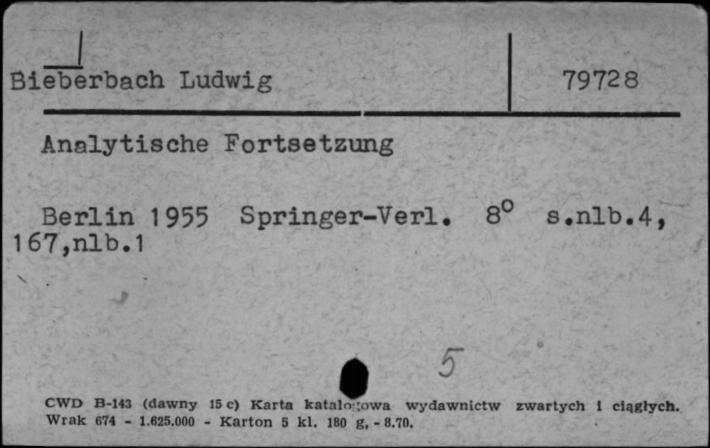 Bieberbach Ludwig 79728
Analytische Fortsetzung
Berlin 1955 Springer-Verl. 8° s.nlb.4,
167,nlb.1
5
CWD B-143 (dawny 15 c) Karta katalogowa wydawnictw zwartych i ciągłych.
Wrak 674 - 1.625.000 - Karton 5 kl. 180 g, - 8.70.